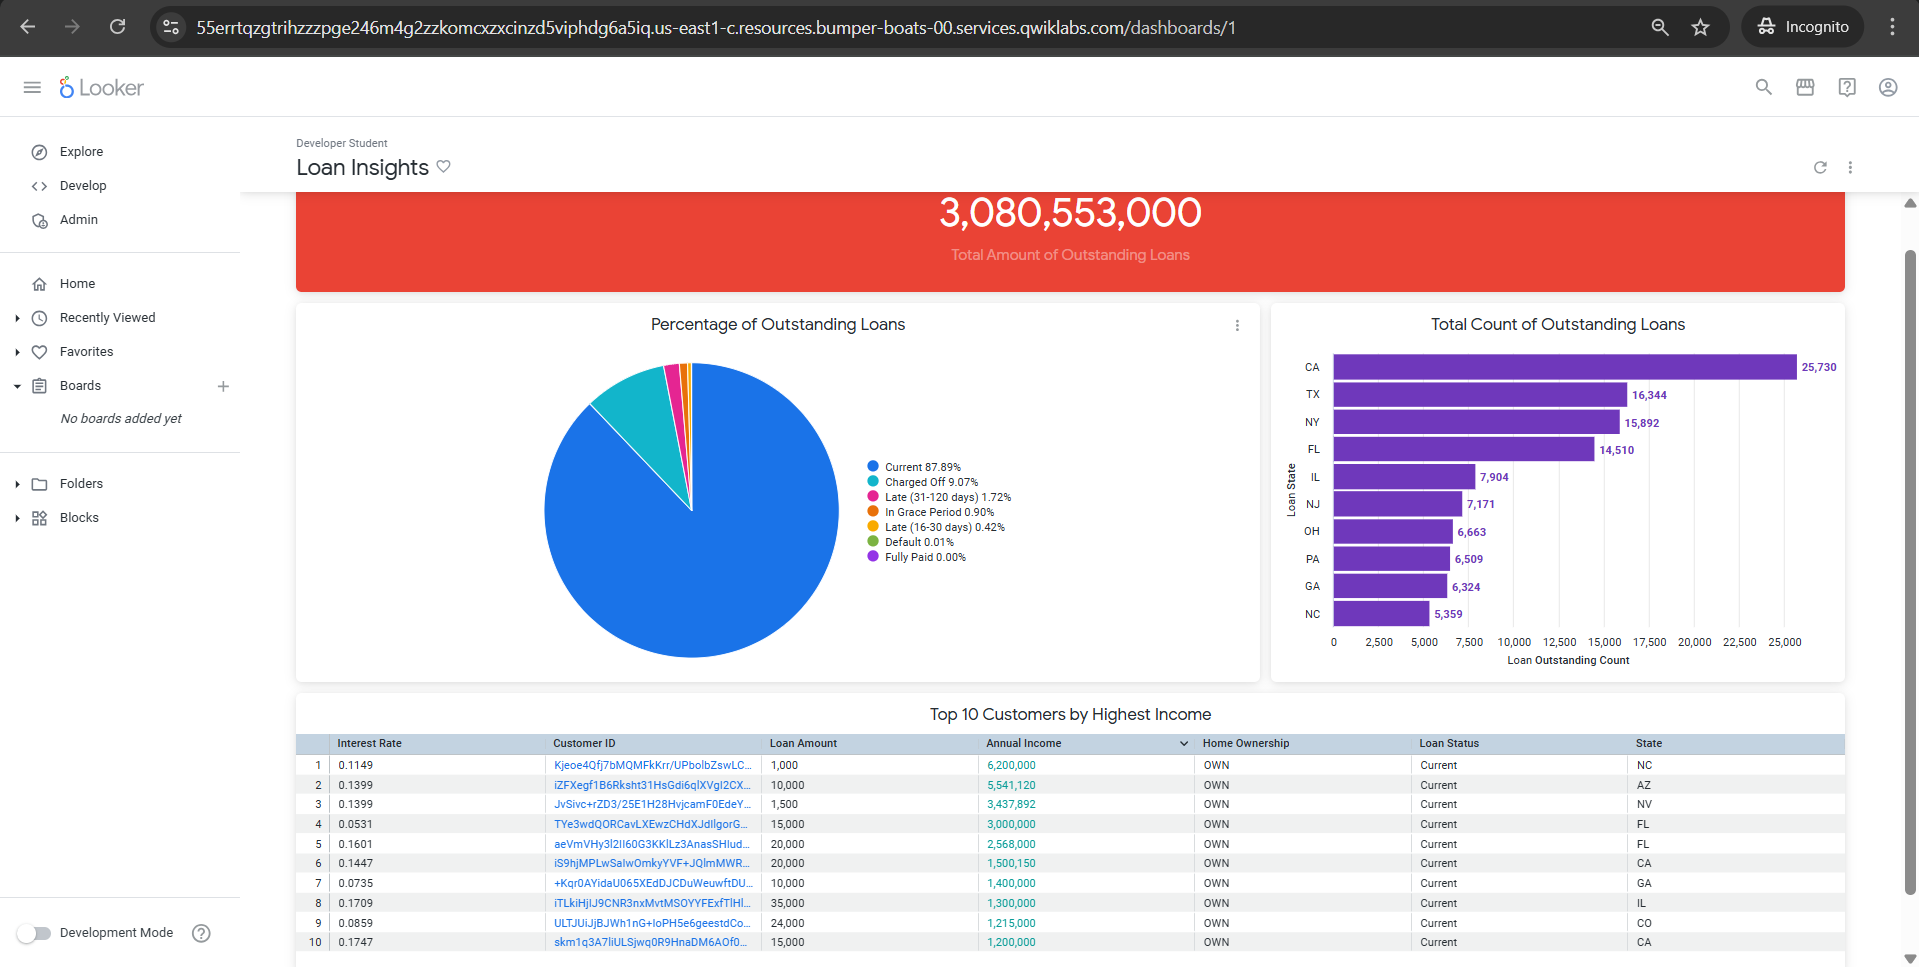 55errtqzgtrihzzzpge246m4g2zzkomcxzxcinzd5viphdg6a5iq.us-east1-c.resources.bumper-boats-00.services.qwiklabs.com/dashboards/1
Incognito
Looker
Explore
Develop
Admin
Home
Recently Viewed
Favorites
Boards
No boards added yet
Folders
Blocks
Development Mode
Developer Student
Loan Insights
3,080,553,000
Total Amount of Outstanding Loans
Percentage of Outstanding Loans
Current 87.89%
Charged Off 9.07%
Late (31-120 days) 1.72%
In Grace Period 0.90%
Late (16-30 days) 0.42%
Default 0.01%
Fully Paid 0.00%
Total Count of Outstanding Loans
Loan State
CA 25,730
TX 16,344
NY 15,892
FL 14,510
IL 7,904
NJ 7,171
OH 6,663
PA 6,509
GA 6,324
NC 5,359
0 2,500 5,000 7,500 10,000 12,500 15,000 17,500 20,000 22,500 25,000
Loan Outstanding Count
Top 10 Customers by Highest Income
Interest Rate Customer ID Loan Amount Annual Income Home Ownership Loan Status State
1 0.1149 Kjeoe4Qfj7bMQMFkKrr/UPbolbZswLC... 1,000 6,200,000 OWN Current NC
2 0.1399 iZFXegf1B6Rksht31HsGdi6qlXVgI2CX... 10,000 5,541,120 OWN Current AZ
3 0.1399 JvSivc+rZD3/25E1H28HvjcamF0EdeY... 1,500 3,437,892 OWN Current NV
4 0.0531 TYe3wdQORCavLXEwzCHdXJdIlgorG... 15,000 3,000,000 OWN Current FL
5 0.1601 aeVmVHy3l2II60G3KKlLz3AnasSHIud... 20,000 2,568,000 OWN Current FL
6 0.1447 iS9hjMPLwSaIwOmkyYVF+JQlmMWR... 20,000 1,500,150 OWN Current CA
7 0.0735 +Kqr0AYidaU065XEdDJCDuWeuwftDU... 10,000 1,400,000 OWN Current GA
8 0.1709 iTLkiHjIJ9CNR3nxMvtMSOYYFExfTlHl... 35,000 1,300,000 OWN Current IL
9 0.0859 ULTJUiJjBJWh1nG+IoPH5e6geestdCo... 24,000 1,215,000 OWN Current CO
10 0.1747 skm1q3A7liULSjwq0R9HnaDM6AOf0... 15,000 1,200,000 OWN Current CA